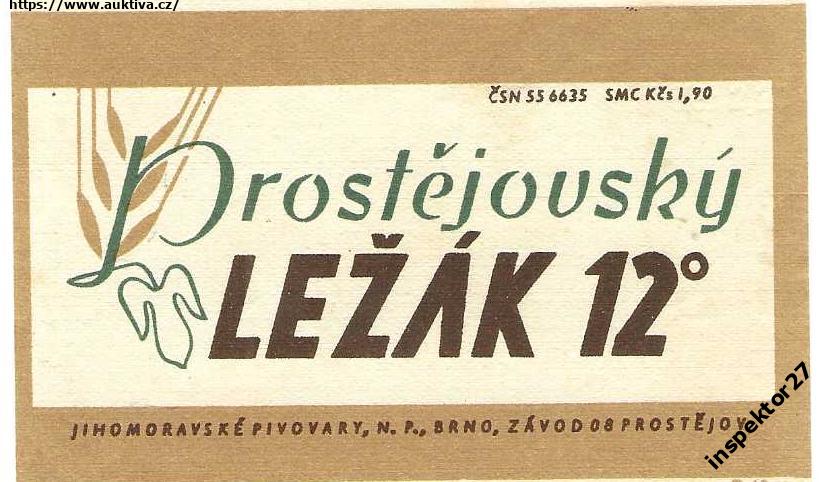 https://www.auktiva.cz/
ČSN 55 6635 SMC Kčs 1,90
Prostějovský
LEŽÁK 12°
JIHOMORAVSKÉ PIVOVARY, N. P., BRNO, ZÁVOD 08 PROSTĚJOV
inspektor27